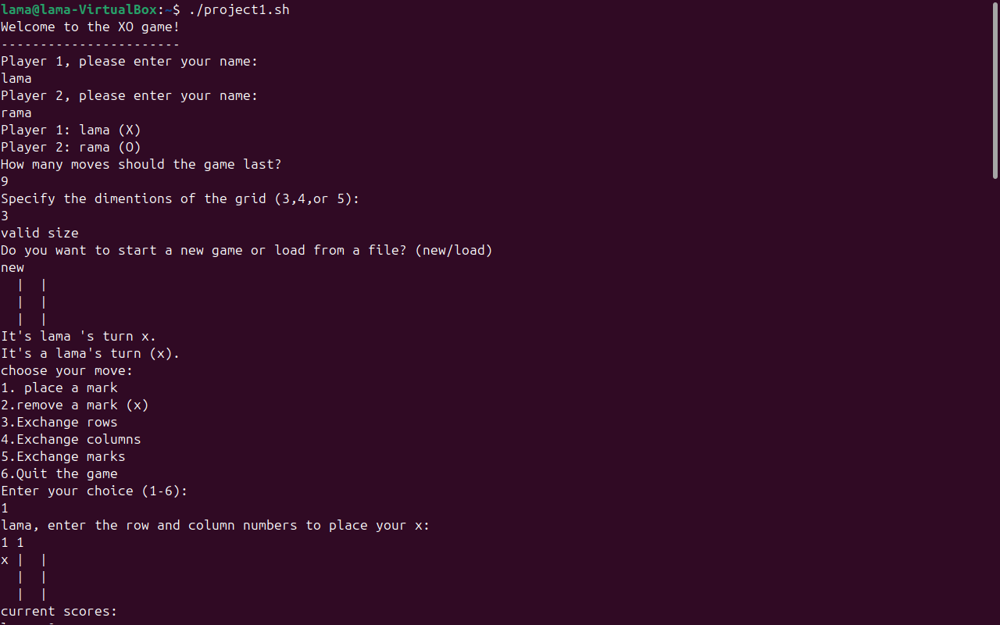 lama@lama-VirtualBox:~$ ./project1.sh
Welcome to the XO game!
-----------------------
Player 1, please enter your name:
lama
Player 2, please enter your name:
rama
Player 1: lama (X)
Player 2: rama (O)
How many moves should the game last?
9
Specify the dimentions of the grid (3,4,or 5):
3
valid size
Do you want to start a new game or load from a file? (new/load)
new
  |  |
  |  |
  |  |
It's lama 's turn x.
It's a lama's turn (x).
choose your move:
1. place a mark
2.remove a mark (x)
3.Exchange rows
4.Exchange columns
5.Exchange marks
6.Quit the game
Enter your choice (1-6):
1
lama, enter the row and column numbers to place your x:
1 1
x |  |
  |  |
  |  |
current scores: